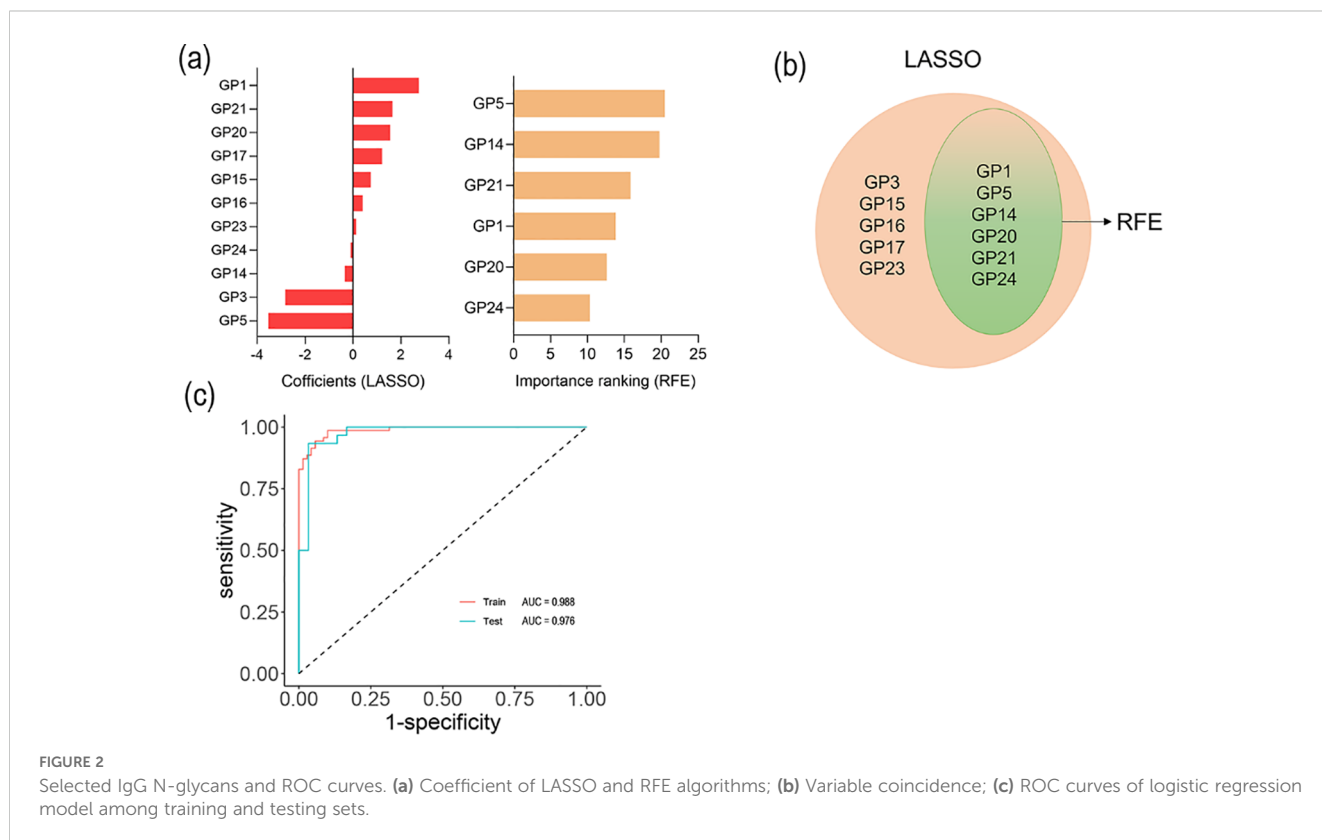 (a)
GP1
GP21
GP20
GP17
GP15
GP16
GP23
GP24
GP14
GP3
GP5
-4 -2 0 2 4
Cofficients (LASSO)
GP5
GP14
GP21
GP1
GP20
GP24
0 5 10 15 20 25
Importance ranking (RFE)
(b)
LASSO
GP3
GP15
GP16
GP17
GP23
GP1
GP5
GP14
GP20
GP21
GP24
RFE
(c)
1.00
0.75
0.50
0.25
0.00
sensitivity
Train AUC = 0.988
Test AUC = 0.976
0.00 0.25 0.50 0.75 1.00
1-specificity
FIGURE 2
Selected IgG N-glycans and ROC curves. (a) Coefficient of LASSO and RFE algorithms; (b) Variable coincidence; (c) ROC curves of logistic regression
model among training and testing sets.